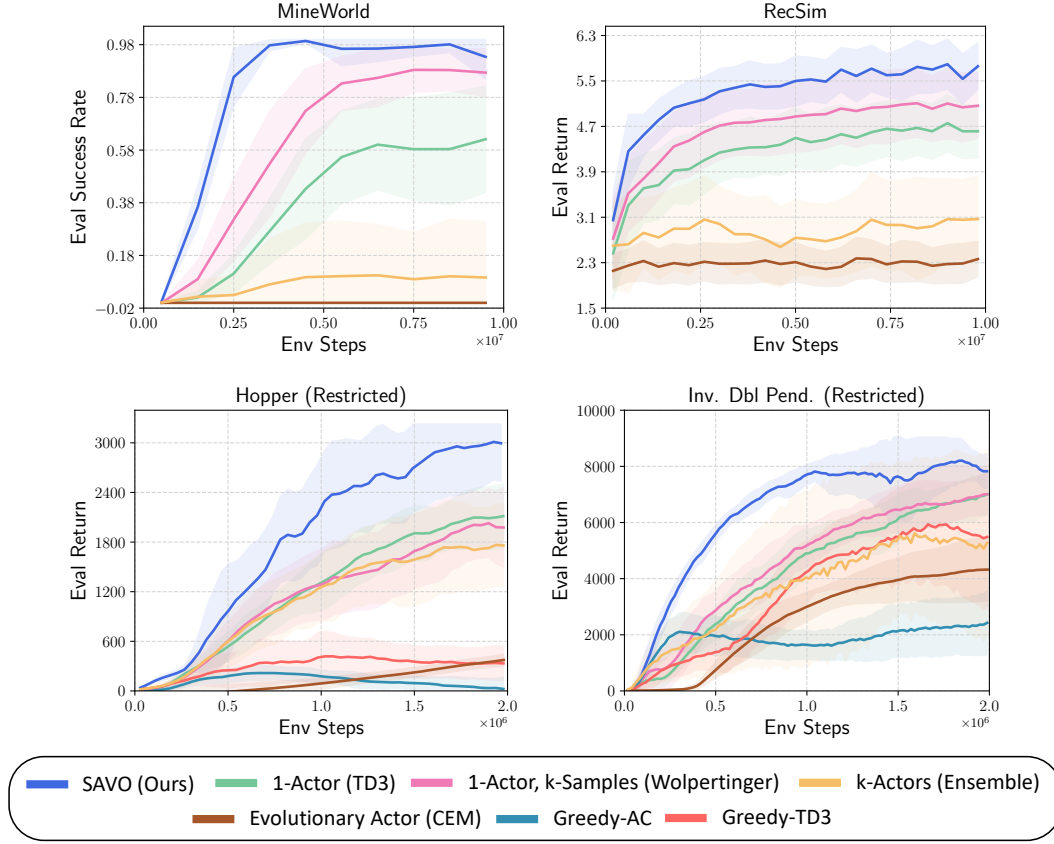 MineWorld
Eval Success Rate
0.98
0.78
0.58
0.38
0.18
−0.02
0.00 0.25 0.50 0.75 1.00
Env Steps
×10⁷
RecSim
Eval Return
6.3
5.5
4.7
3.9
3.1
2.3
1.5
0.00 0.25 0.50 0.75 1.00
Env Steps
×10⁷
Hopper (Restricted)
Eval Return
3000
2400
1800
1200
600
0
0.0 0.5 1.0 1.5 2.0
Env Steps
×10⁶
Inv. Dbl Pend. (Restricted)
Eval Return
10000
8000
6000
4000
2000
0
0.0 0.5 1.0 1.5 2.0
Env Steps
×10⁶
SAVO (Ours) 1-Actor (TD3) 1-Actor, k-Samples (Wolpertinger) k-Actors (Ensemble)
Evolutionary Actor (CEM) Greedy-AC Greedy-TD3